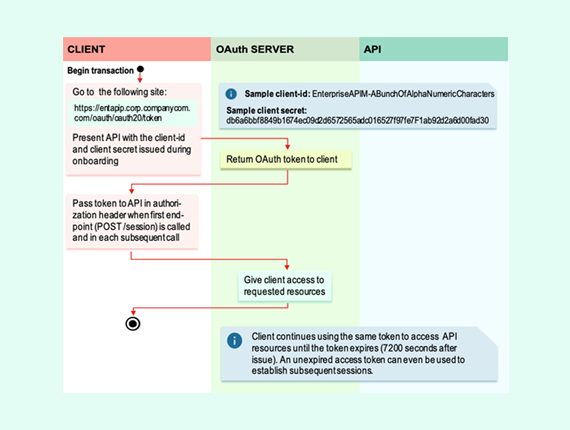 CLIENT
OAuth SERVER
API
Begin transaction
Go to the following site:
https://entapip.corp.companycom.
com/oauth/oauth20/token
Present API with the client-id
and client secret issued during
onboarding
Sample client-id: EnterpriseAPIM-ABunchOfAlphaNumericCharacters
Sample client secret:
db6a6bbf8849b1674ec09d2d6572565adc016527f97fe7F1ab92d2a6d00fad30
Return OAuth token to client
Pass token to API in authori-
zation header when first end-
point (POST /session) is called
and in each subsequent call
Give client access to
requested resources
Client continues using the same token to access API
resources until the token expires (7200 seconds after
issue). An unexpired access token can even be used to
establish subsequent sessions.